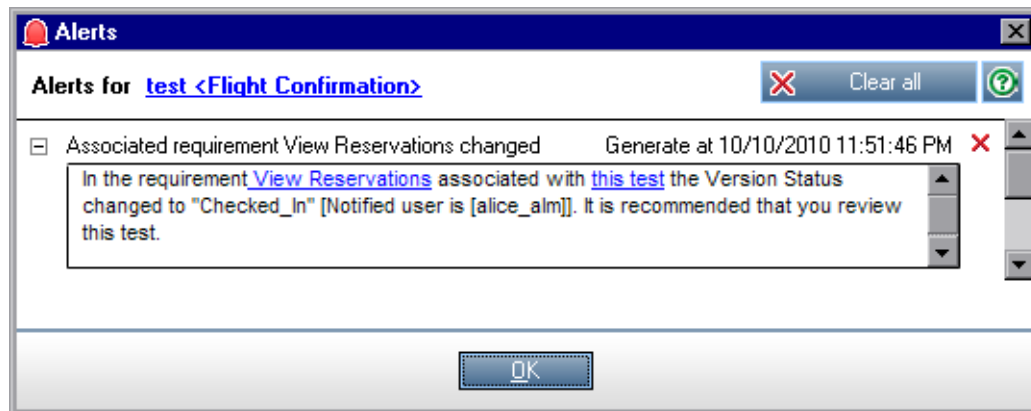 Alerts
Alerts for test <Flight Confirmation> Clear all
Associated requirement View Reservations changed Generate at 10/10/2010 11:51:46 PM
In the requirement View Reservations associated with this test the Version Status
changed to "Checked_In" [Notified user is [alice_alm]]. It is recommended that you review
this test.
OK